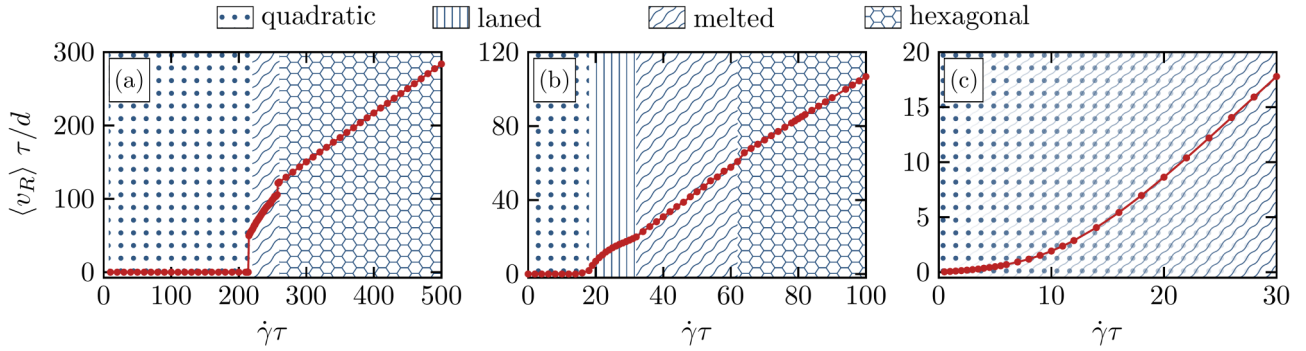 quadratic laned melted hexagonal
⟨v_R⟩ τ/d
(a)
300
200
100
0
0 100 200 300 400 500
γ̇τ
(b)
120
80
40
0
0 20 40 60 80 100
γ̇τ
(c)
20
15
10
5
0
0 10 20 30
γ̇τ